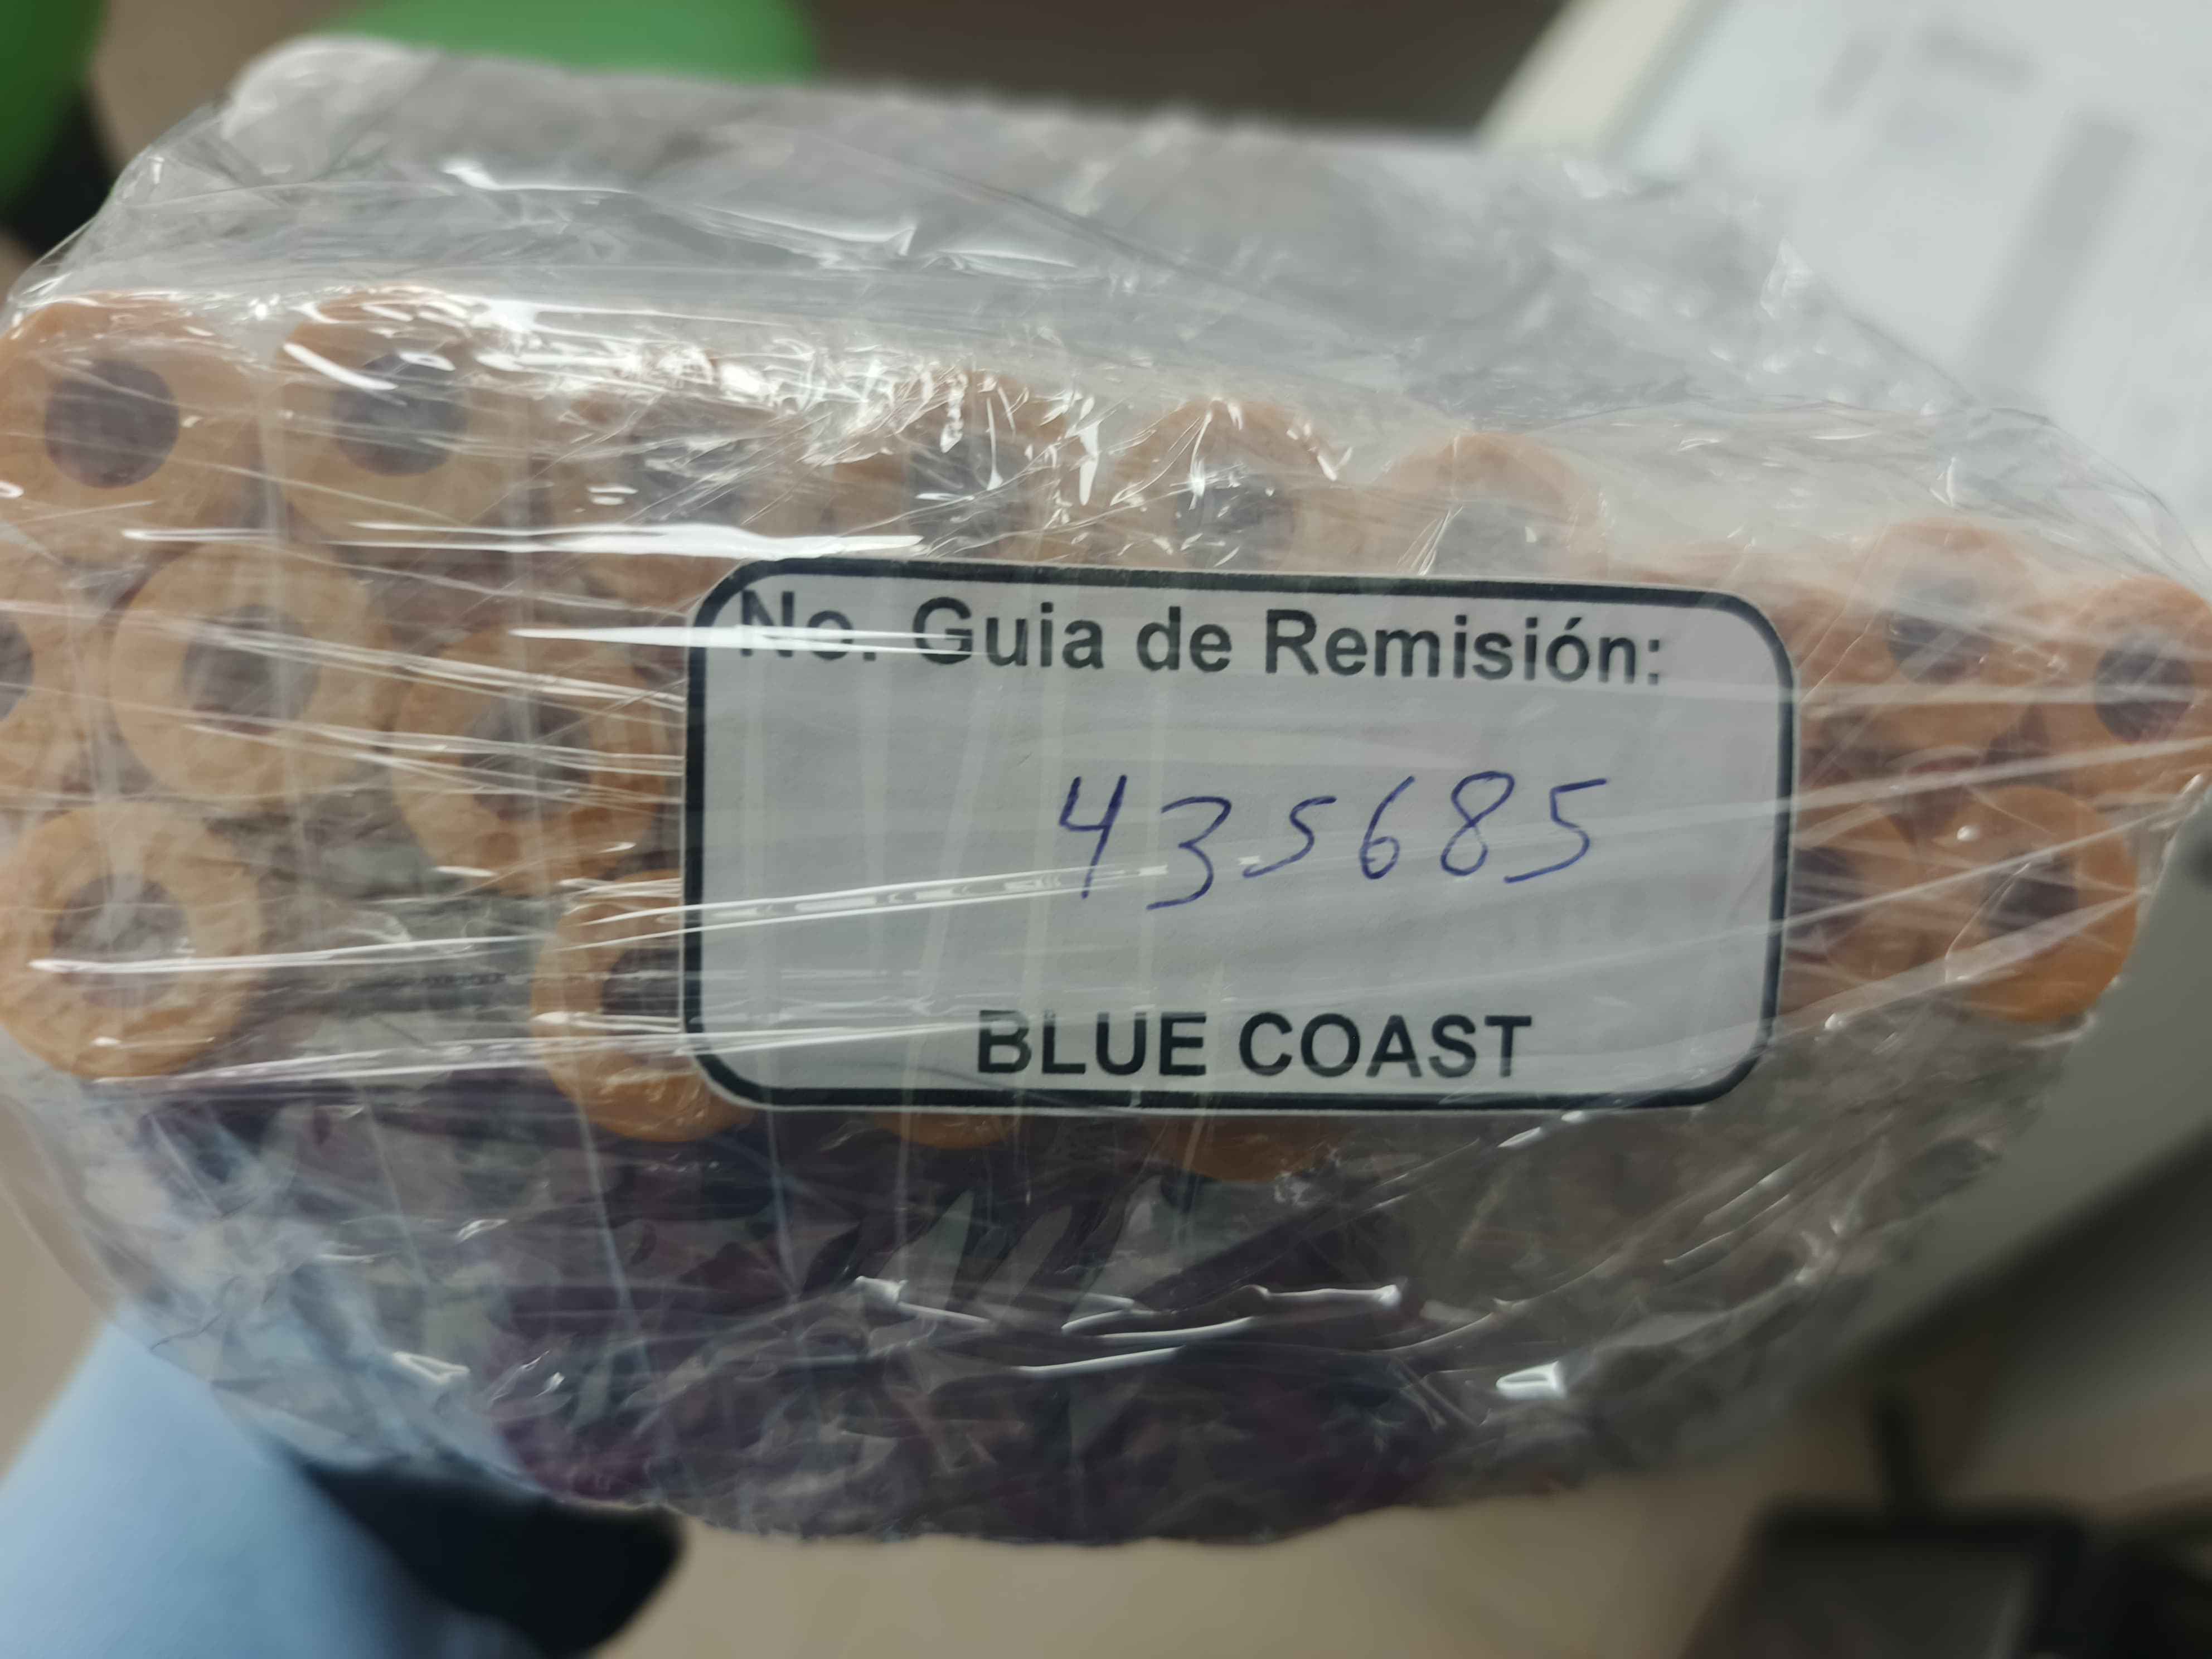 No. Guia de Remisión:
435685
BLUE COAST